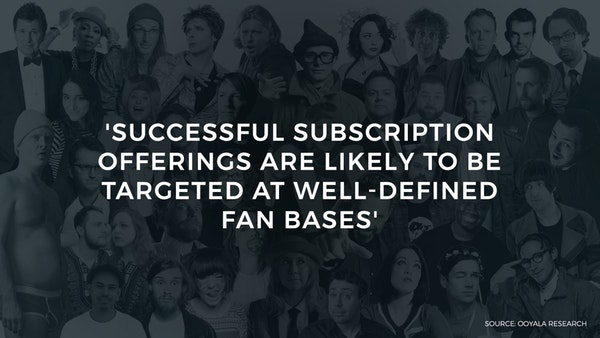 'SUCCESSFUL SUBSCRIPTION
OFFERINGS ARE LIKELY TO BE
TARGETED AT WELL-DEFINED
FAN BASES'
SOURCE: OOYALA RESEARCH